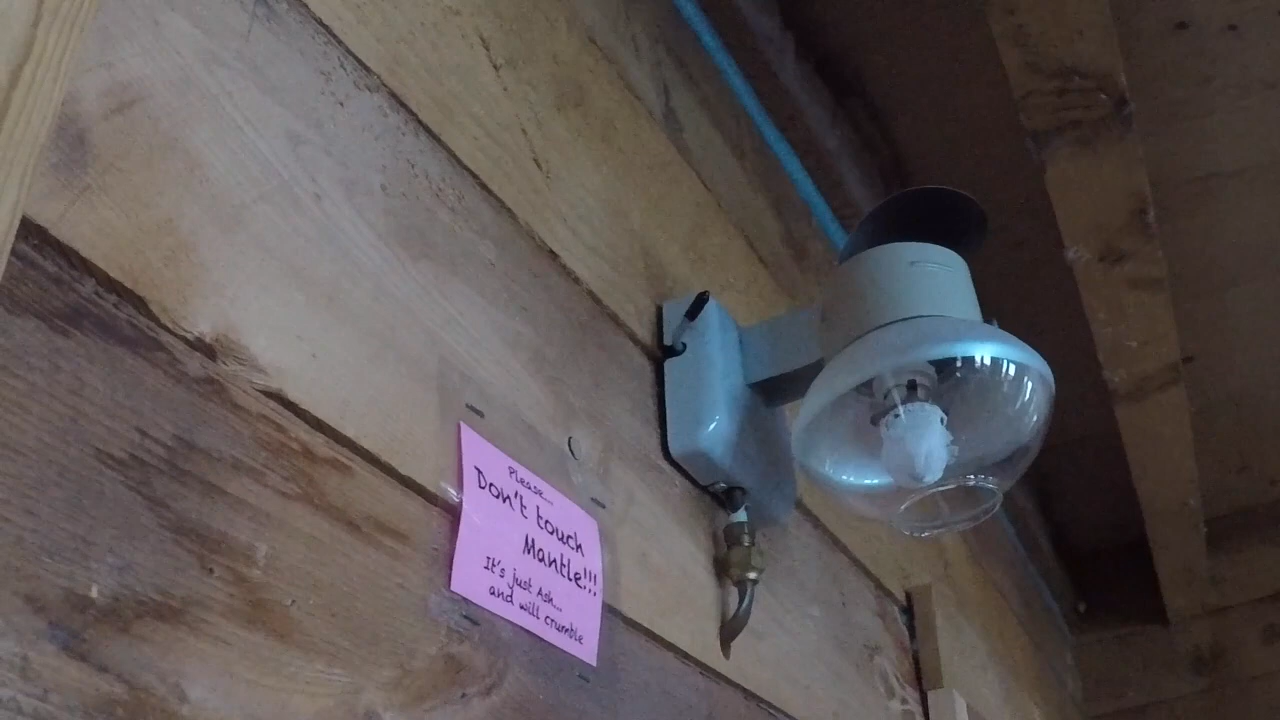 Please...
Don't touch
Mantle!!!
It's just Ash...
and will crumble